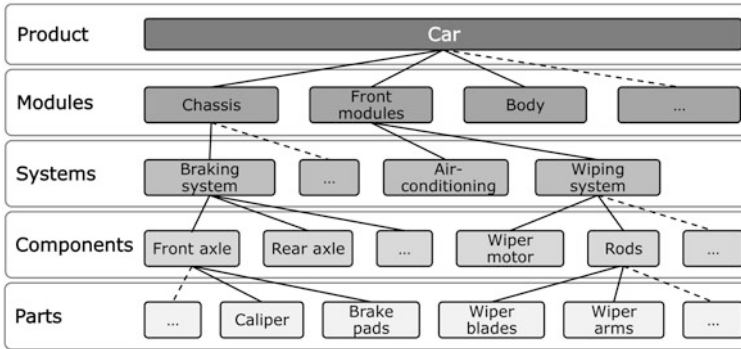 Product
Car
Modules
Chassis
Front
modules
Body
...
Systems
Braking
system
...
Air-
conditioning
Wiping
system
Components
Front axle
Rear axle
...
Wiper
motor
Rods
...
Parts
...
Caliper
Brake
pads
Wiper
blades
Wiper
arms
...